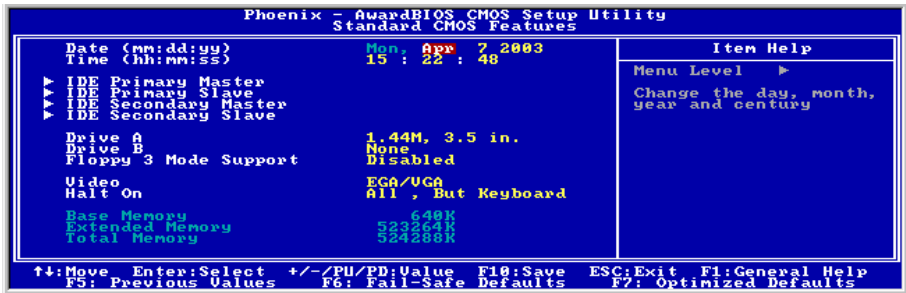 Phoenix - AwardBIOS CMOS Setup Utility
Standard CMOS Features
Date (mm:dd:yy) Mon, Apr 7 2003
Time (hh:mm:ss) 15 : 22 : 48
► IDE Primary Master
► IDE Primary Slave
► IDE Secondary Master
► IDE Secondary Slave
Drive A 1.44M, 3.5 in.
Drive B None
Floppy 3 Mode Support Disabled
Video EGA/VGA
Halt On All , But Keyboard
Base Memory 640K
Extended Memory 523264K
Total Memory 524288K
Item Help
Menu Level ►
Change the day, month,
year and century
↑↓:Move Enter:Select +/-/PU/PD:Value F10:Save ESC:Exit F1:General Help
F5: Previous Values F6: Fail-Safe Defaults F7: Optimized Defaults